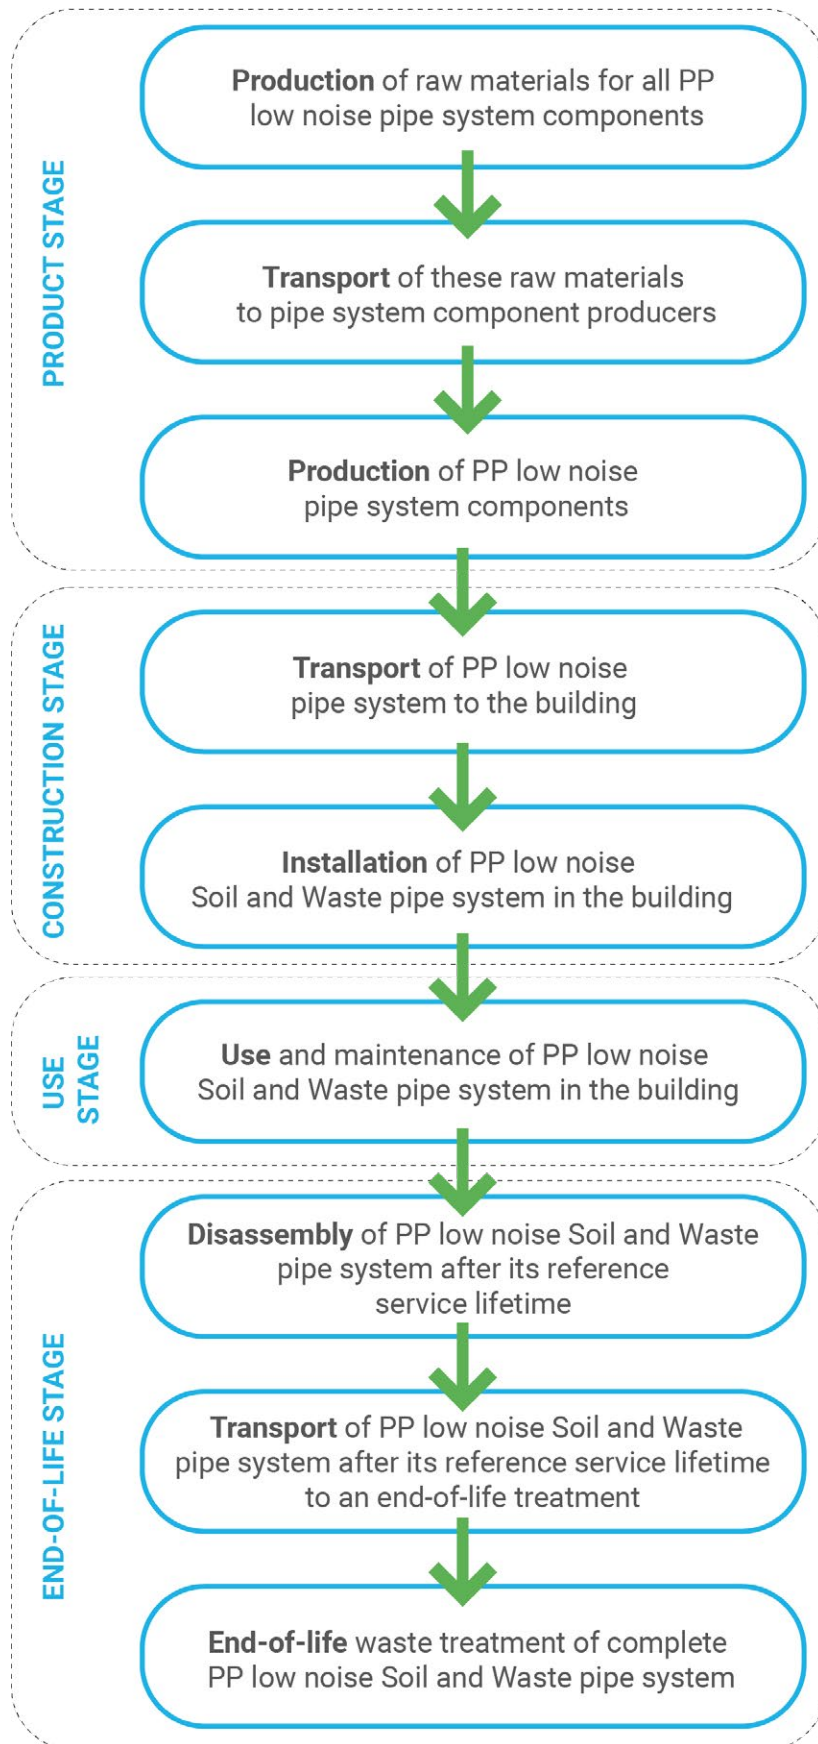 PRODUCT STAGE
Production of raw materials for all PP
low noise pipe system components
Transport of these raw materials
to pipe system component producers
Production of PP low noise
pipe system components
CONSTRUCTION STAGE
Transport of PP low noise
pipe system to the building
Installation of PP low noise
Soil and Waste pipe system in the building
USE
STAGE
Use and maintenance of PP low noise
Soil and Waste pipe system in the building
END-OF-LIFE STAGE
Disassembly of PP low noise Soil and Waste
pipe system after its reference
service lifetime
Transport of PP low noise Soil and Waste
pipe system after its reference service lifetime
to an end-of-life treatment
End-of-life waste treatment of complete
PP low noise Soil and Waste pipe system